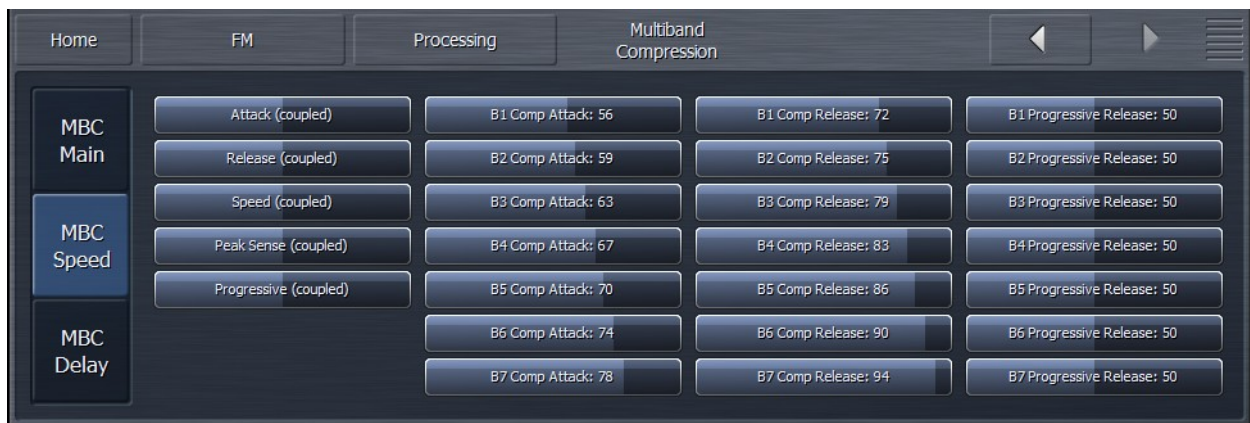 Home
FM
Processing
Multiband
Compression
MBC
Main
MBC
Speed
MBC
Delay
Attack (coupled)
Release (coupled)
Speed (coupled)
Peak Sense (coupled)
Progressive (coupled)
B1 Comp Attack: 56
B2 Comp Attack: 59
B3 Comp Attack: 63
B4 Comp Attack: 67
B5 Comp Attack: 70
B6 Comp Attack: 74
B7 Comp Attack: 78
B1 Comp Release: 72
B2 Comp Release: 75
B3 Comp Release: 79
B4 Comp Release: 83
B5 Comp Release: 86
B6 Comp Release: 90
B7 Comp Release: 94
B1 Progressive Release: 50
B2 Progressive Release: 50
B3 Progressive Release: 50
B4 Progressive Release: 50
B5 Progressive Release: 50
B6 Progressive Release: 50
B7 Progressive Release: 50